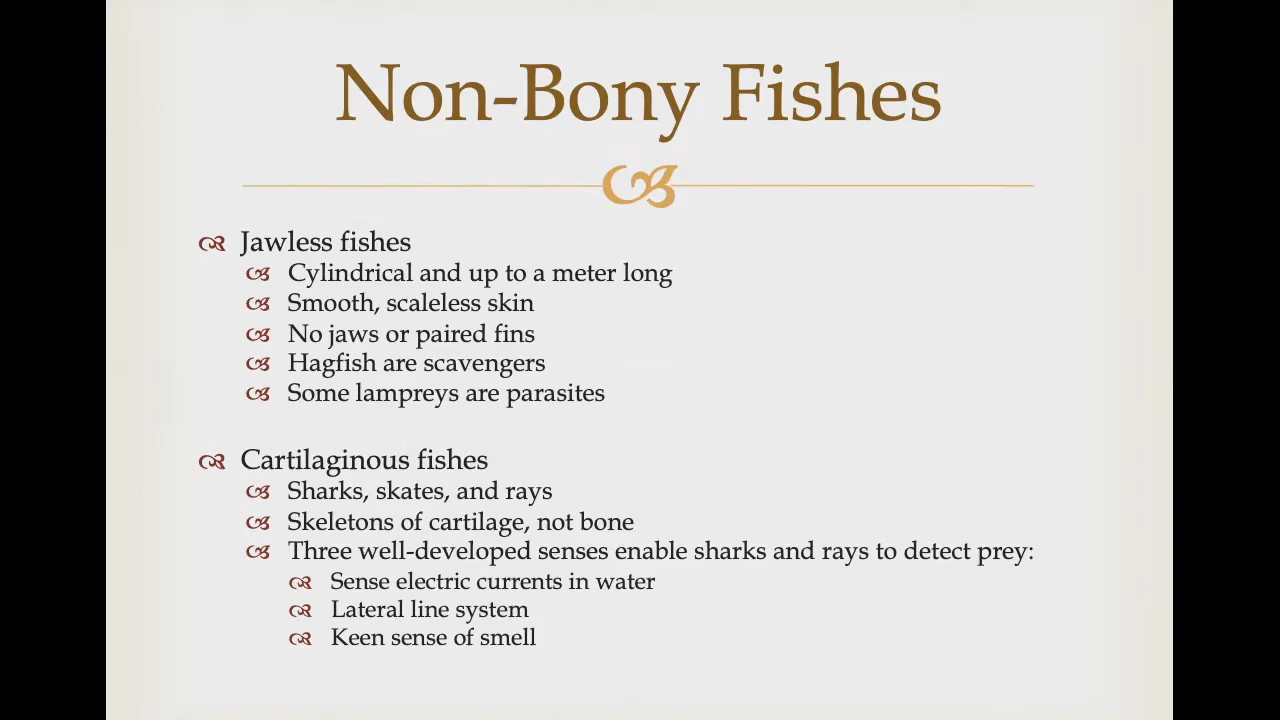 Non-Bony Fishes
Jawless fishes
Cylindrical and up to a meter long
Smooth, scaleless skin
No jaws or paired fins
Hagfish are scavengers
Some lampreys are parasites
Cartilaginous fishes
Sharks, skates, and rays
Skeletons of cartilage, not bone
Three well-developed senses enable sharks and rays to detect prey:
Sense electric currents in water
Lateral line system
Keen sense of smell